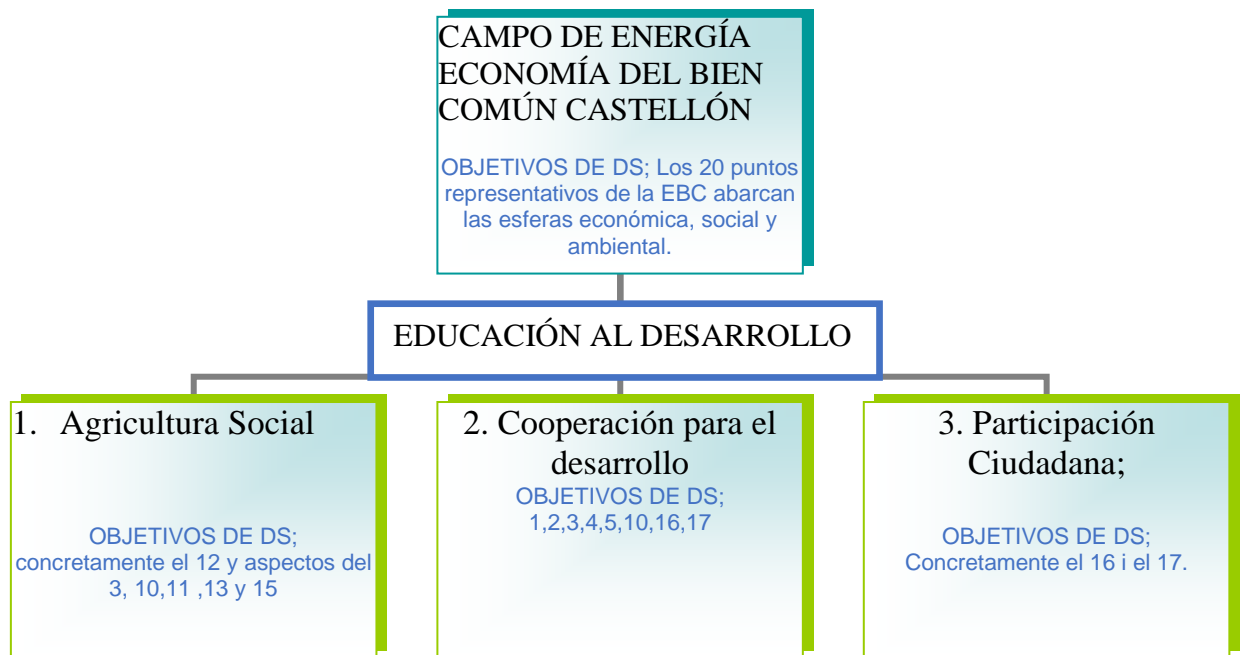 CAMPO DE ENERGÍA
ECONOMÍA DEL BIEN
COMÚN CASTELLÓN
OBJETIVOS DE DS; Los 20 puntos
representativos de la EBC abarcan
las esferas económica, social y
ambiental.
EDUCACIÓN AL DESARROLLO
1. Agricultura Social
OBJETIVOS DE DS;
concretamente el 12 y aspectos del
3, 10,11 ,13 y 15
2. Cooperación para el
desarrollo
OBJETIVOS DE DS;
1,2,3,4,5,10,16,17
3. Participación
Ciudadana;
OBJETIVOS DE DS;
Concretamente el 16 i el 17.